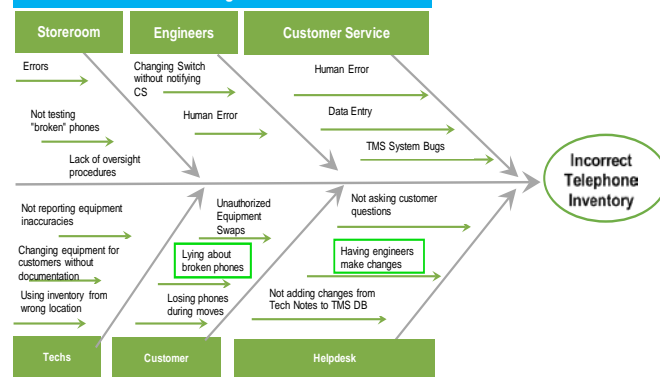 Storeroom
Engineers
Customer Service
Errors
Changing Switch
without notifying
CS
Human Error
Not testing
"broken" phones
Human Error
Data Entry
Lack of oversight
procedures
TMS System Bugs
Incorrect
Telephone
Inventory
Not reporting equipment
inaccuracies
Unauthorized
Equipment
Swaps
Not asking customer
questions
Changing equipment for
customers without
documentation
Lying about
broken phones
Having engineers
make changes
Using inventory from
wrong location
Losing phones
during moves
Not adding changes from
Tech Notes to TMS DB
Techs
Customer
Helpdesk